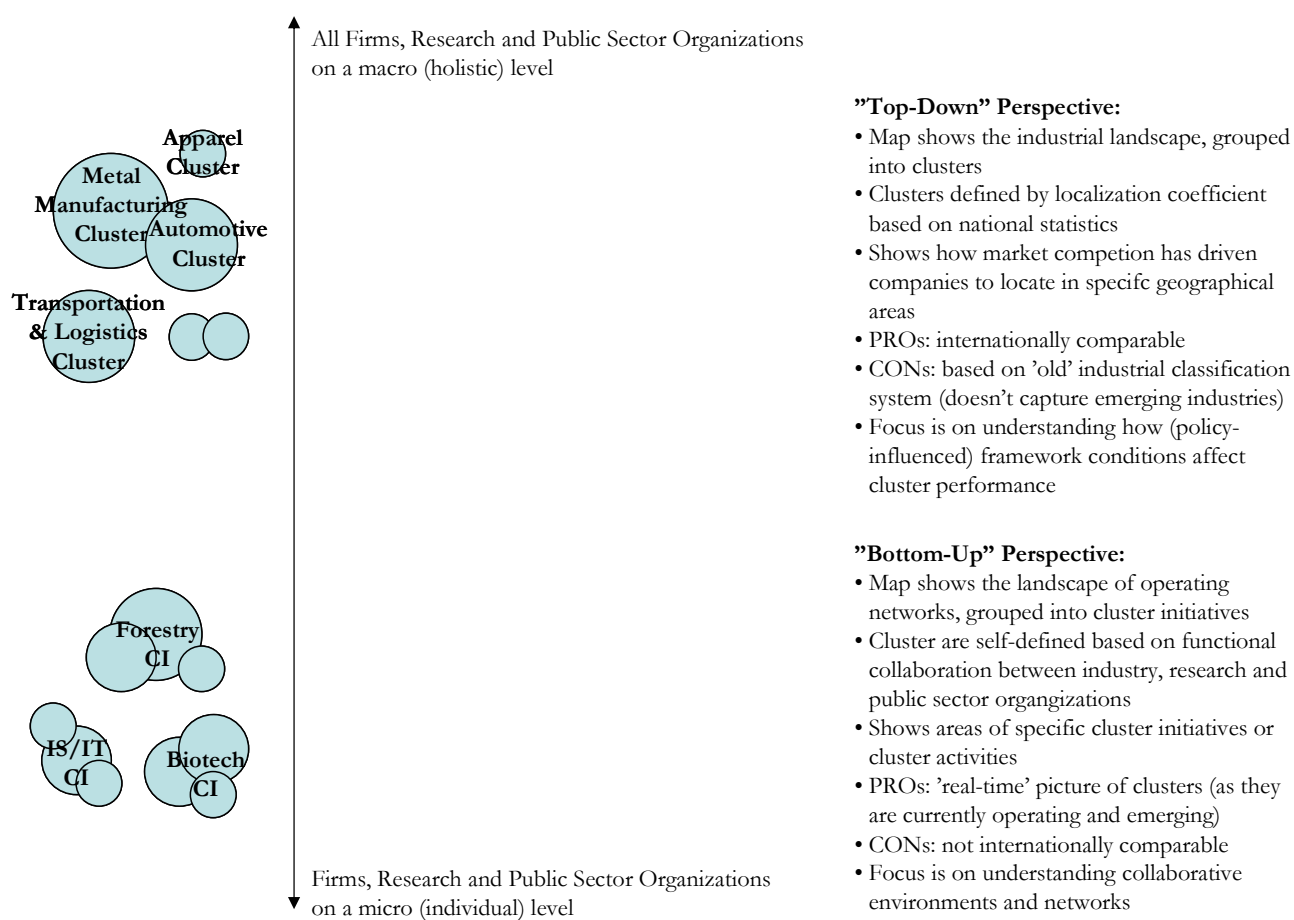 All Firms, Research and Public Sector Organizations
on a macro (holistic) level
Apparel
Cluster
Metal
Manufacturing
Cluster
Automotive
Cluster
Transportation
& Logistics
Cluster
Forestry
CI
IS/IT
CI
Biotech
CI
Firms, Research and Public Sector Organizations
on a micro (individual) level
”Top-Down” Perspective:
• Map shows the industrial landscape, grouped
into clusters
• Clusters defined by localization coefficient
based on national statistics
• Shows how market competion has driven
companies to locate in specifc geographical
areas
• PROs: internationally comparable
• CONs: based on ’old’ industrial classification
system (doesn’t capture emerging industries)
• Focus is on understanding how (policy-
influenced) framework conditions affect
cluster performance
”Bottom-Up” Perspective:
• Map shows the landscape of operating
networks, grouped into cluster initiatives
• Cluster are self-defined based on functional
collaboration between industry, research and
public sector organgizations
• Shows areas of specific cluster initiatives or
cluster activities
• PROs: ’real-time’ picture of clusters (as they
are currently operating and emerging)
• CONs: not internationally comparable
• Focus is on understanding collaborative
environments and networks